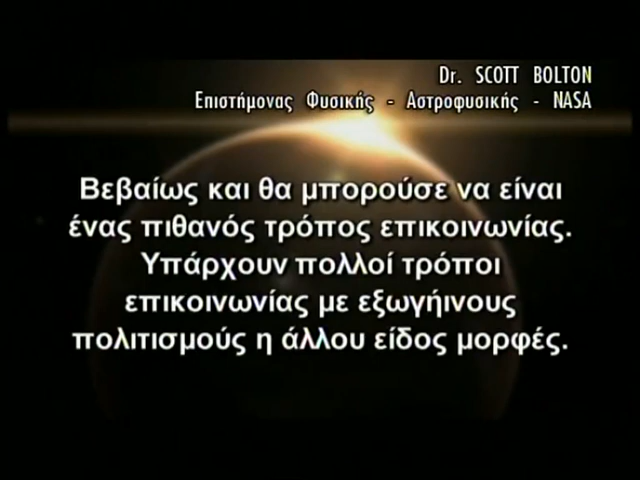 Dr. SCOTT BOLTON
Επιστήμονας Φυσικής - Αστροφυσικής - NASA
Βεβαίως και θα μπορούσε να είναι
ένας πιθανός τρόπος επικοινωνίας.
Υπάρχουν πολλοί τρόποι
επικοινωνίας με εξωγήινους
πολιτισμούς η άλλου είδος μορφές.